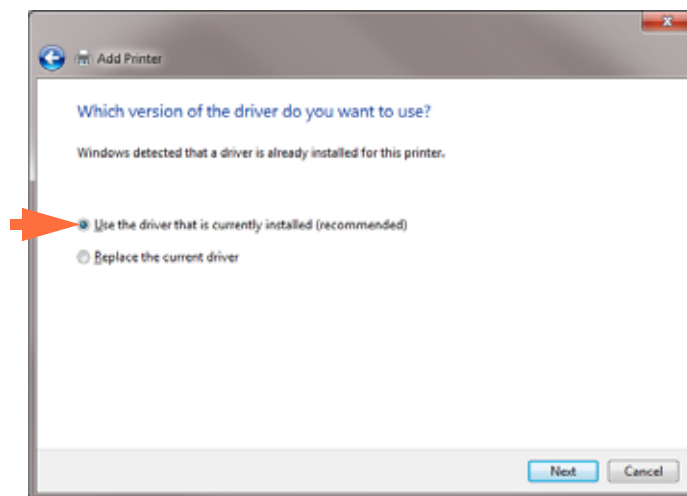 Add Printer
Which version of the driver do you want to use?
Windows detected that a driver is already installed for this printer.
Use the driver that is currently installed (recommended)
Replace the current driver
Next
Cancel